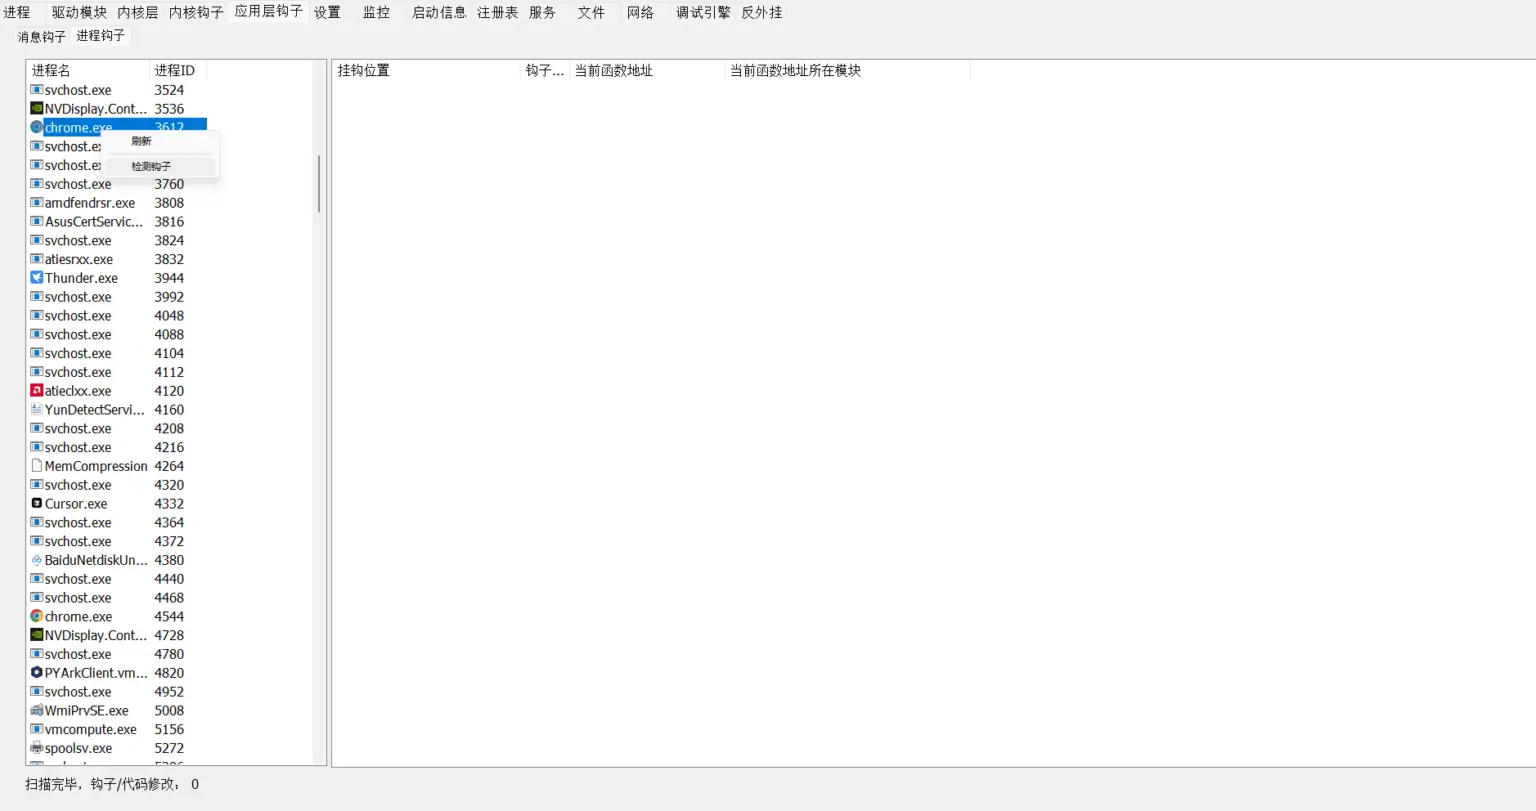 进程 驱动模块 内核层 内核钩子 应用层钩子 设置 监控 启动信息 注册表 服务 文件 网络 调试引擎 反外挂
消息钩子 进程钩子
进程名 进程ID 挂钩位置 钩子... 当前函数地址 当前函数地址所在模块
svchost.exe 3524
NVDisplay.Cont... 3536
chrome.exe 3612
刷新
svchost.ex
检测钩子
svchost.ex
svchost.exe 3760
amdfendrsr.exe 3808
AsusCertServic... 3816
svchost.exe 3824
atiesrxx.exe 3832
Thunder.exe 3944
svchost.exe 3992
svchost.exe 4048
svchost.exe 4088
svchost.exe 4104
svchost.exe 4112
atieclxx.exe 4120
YunDetectServi... 4160
svchost.exe 4208
svchost.exe 4216
MemCompression 4264
svchost.exe 4320
Cursor.exe 4332
svchost.exe 4364
svchost.exe 4372
BaiduNetdiskUn... 4380
svchost.exe 4440
svchost.exe 4468
chrome.exe 4544
NVDisplay.Cont... 4728
svchost.exe 4780
PYArkClient.vm... 4820
svchost.exe 4952
WmiPrvSE.exe 5008
vmcompute.exe 5156
spoolsv.exe 5272
扫描完毕，钩子/代码修改： 0